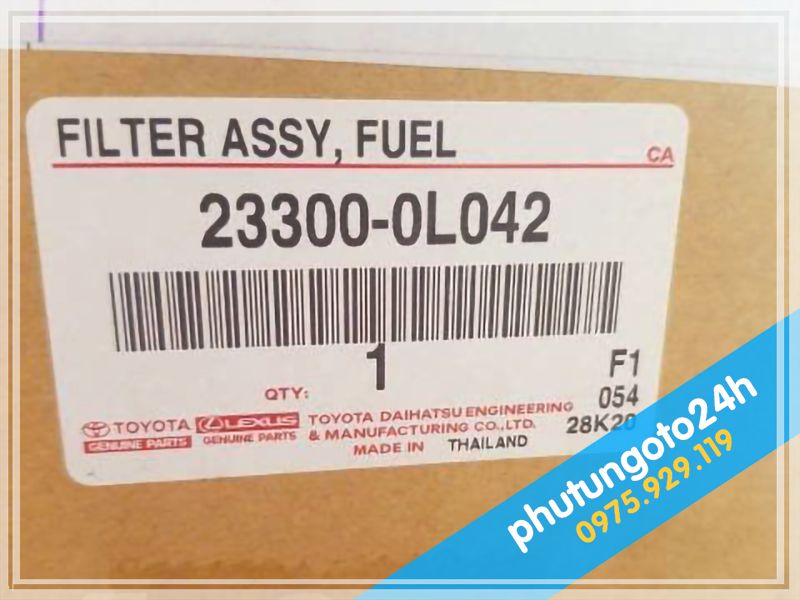 FILTER ASSY, FUEL
CA
23300-0L042
1
F1
QTY:
054
28K20
TOYOTA
GENUINE PARTS
LEXUS
GENUINE PARTS
TOYOTA DAIHATSU ENGINEERING
& MANUFACTURING CO.,LTD.
MADE IN THAILAND
phutungoto24h
0975.929.119